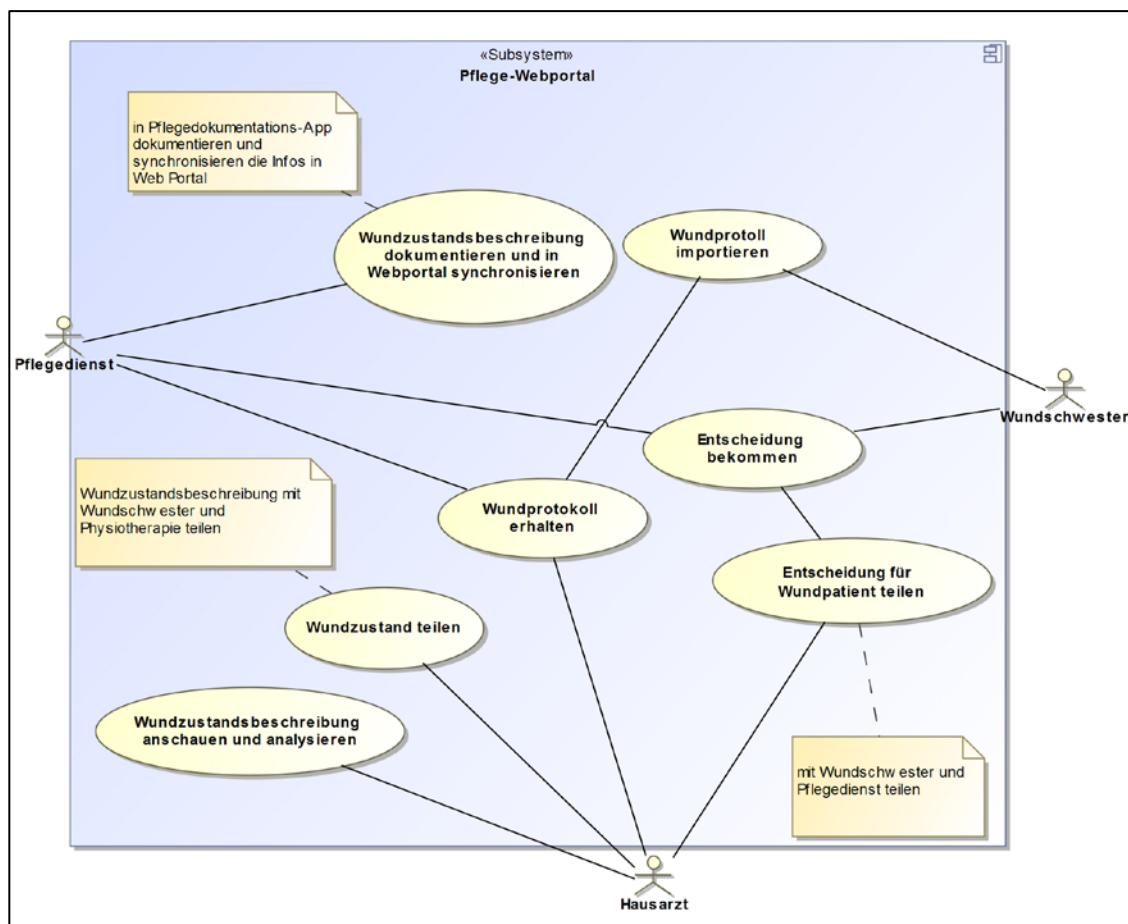 «Subsystem»
Pflege-Webportal
in Pflegedokumentations-App
dokumentieren und
synchronisieren die Infos in
Web Portal
Wundzustandsbeschreibung
dokumentieren und in
Webportal synchronisieren
Wundprotoll
importieren
Pflegedienst
Wundschwester
Entscheidung
bekommen
Wundzustandsbeschreibung mit
Wundschwester und
Physiotherapie teilen
Wundprotokoll
erhalten
Entscheidung für
Wundpatient teilen
Wundzustand teilen
Wundzustandsbeschreibung
anschauen und analysieren
mit Wundschwester und
Pflegedienst teilen
Hausarzt